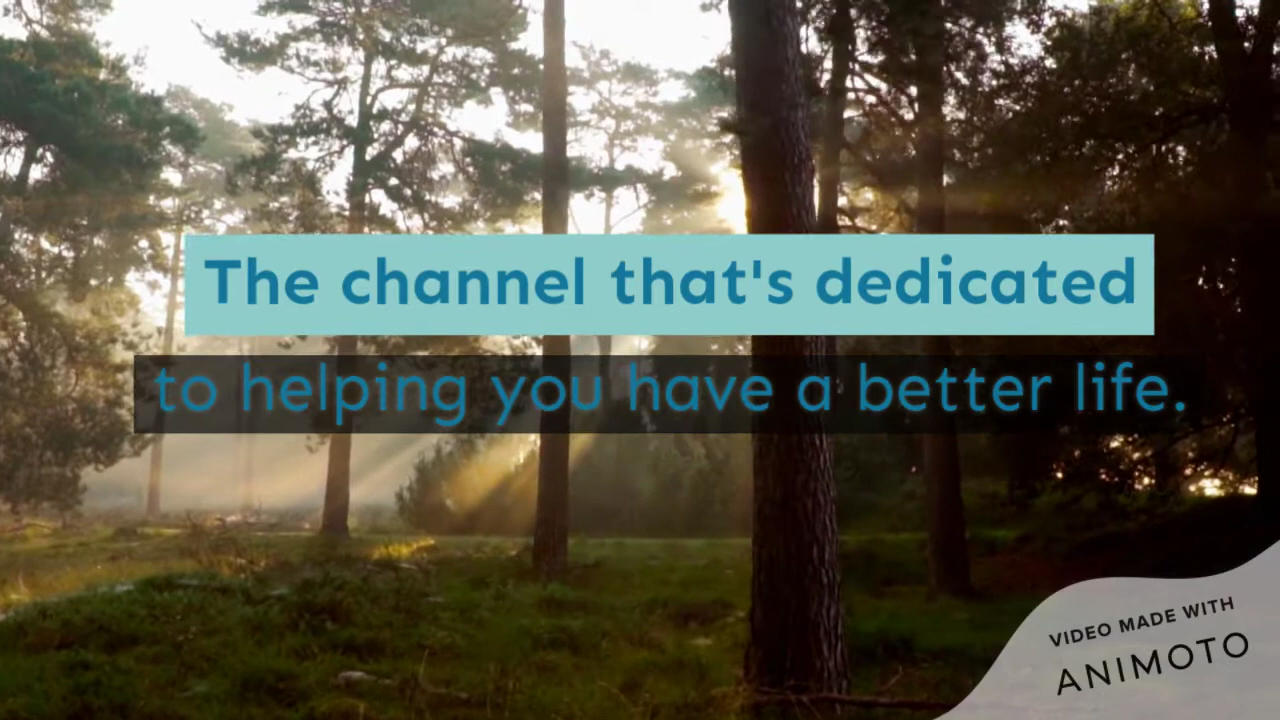 The channel that's dedicated
to helping you have a better life.
VIDEO MADE WITH
ANIMOTO